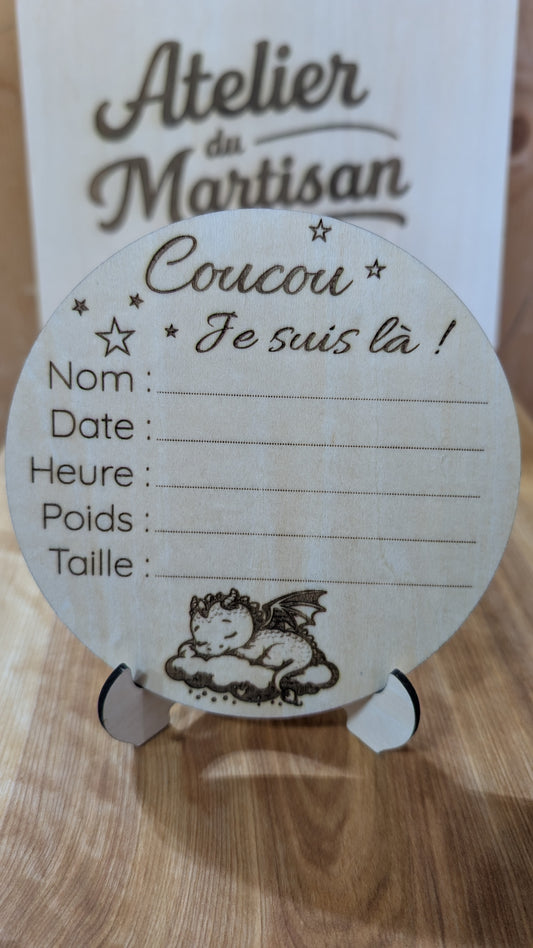 Atelier
du
Martisan
Coucou
Je suis là !
Nom :
Date :
Heure :
Poids :
Taille :